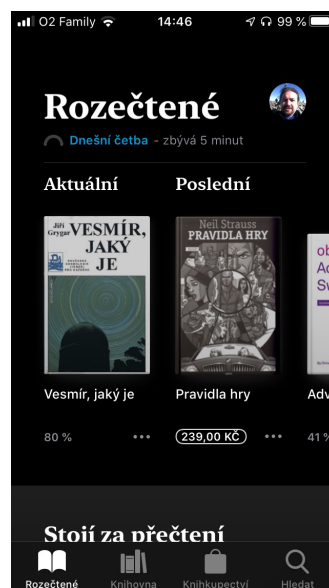 O2 Family 14:46 99 %
Rozečtené
Dnešní četba - zbývá 5 minut
Aktuální Poslední
Jiří Grygar
VESMÍR,
JAKÝ
JE
Neil Strauss
PRAVIDLA HRY
Vesmír, jaký je Pravidla hry Adv
80 % ••• 239,00 KČ ••• 41 %
Stojí za přečtení
Rozečtené Knihovna Knihkupectví Hledat